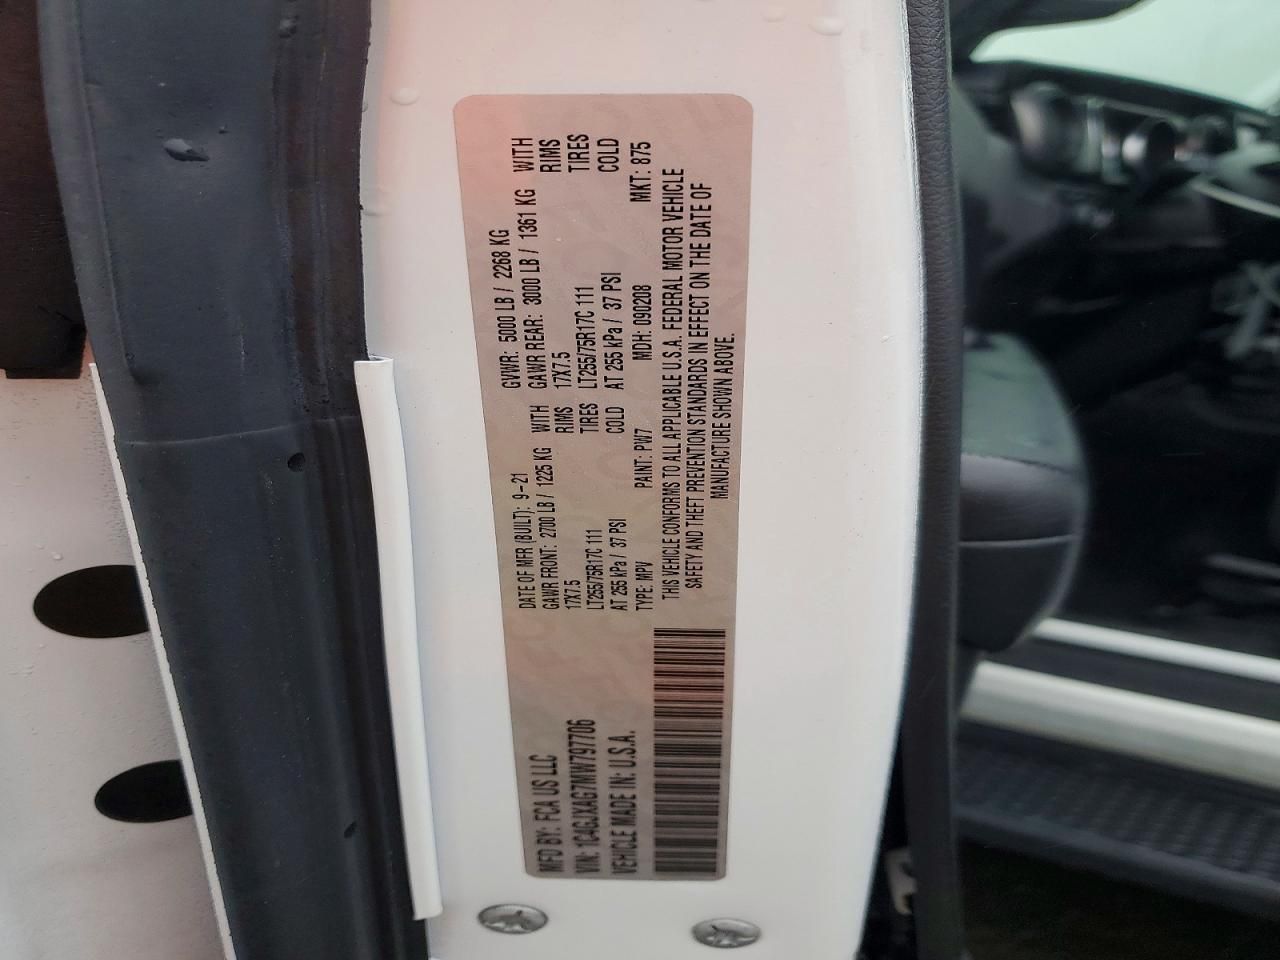 MFD BY: FCA US LLC
DATE OF MFR (BUILT): 9-21 GVWR: 5000 LB / 2268 KG
GAWR FRONT: 2700 LB / 1225 KG WITH GAWR REAR: 3000 LB / 1361 KG WITH
17X7.5 RIMS 17X7.5 RIMS
LT255/75R17C 111 TIRES LT255/75R17C 111 TIRES
AT 255 kPa / 37 PSI COLD AT 255 kPa / 37 PSI COLD
VIN: 1C4GJXAG7MW797706
VEHICLE MADE IN: U.S.A.
TYPE: MPV PAINT: PW7 MDH: 090208 MKT: 875
THIS VEHICLE CONFORMS TO ALL APPLICABLE U.S.A. FEDERAL MOTOR VEHICLE
SAFETY AND THEFT PREVENTION STANDARDS IN EFFECT ON THE DATE OF
MANUFACTURE SHOWN ABOVE.